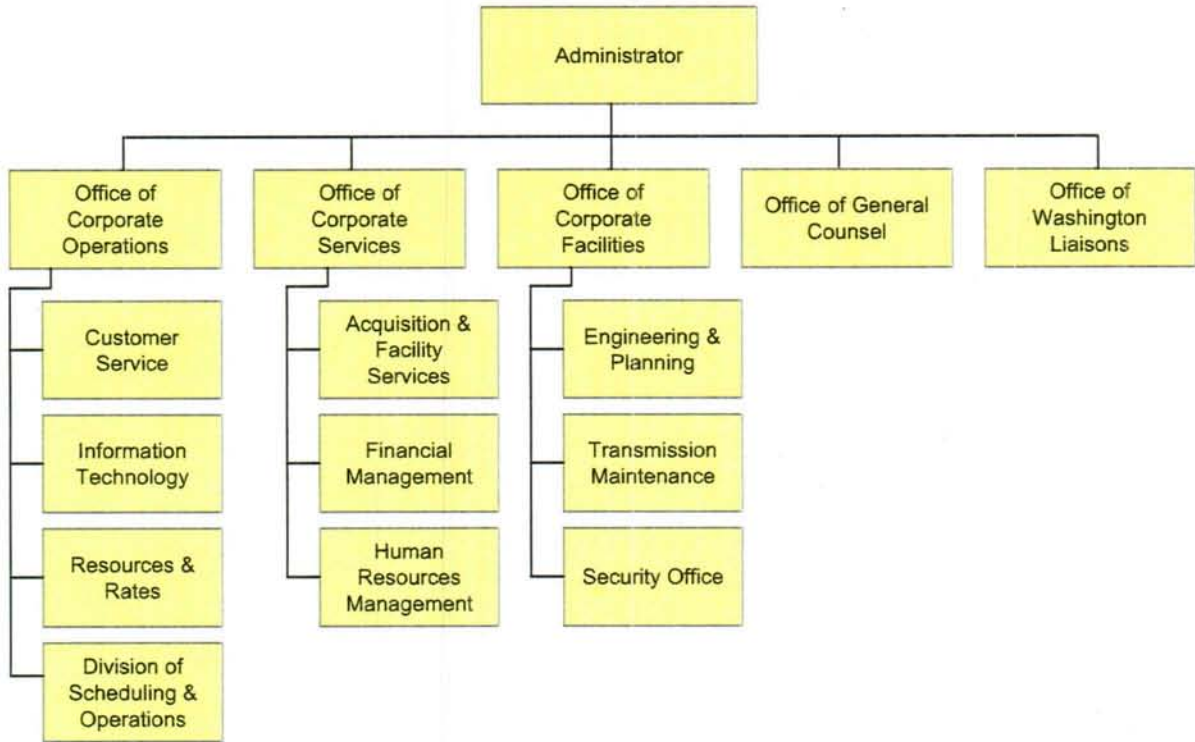 Administrator
Office of
Corporate
Operations
Office of
Corporate
Services
Office of
Corporate
Facilities
Office of General
Counsel
Office of
Washington
Liaisons
Customer
Service
Information
Technology
Resources &
Rates
Division of
Scheduling &
Operations
Acquisition &
Facility
Services
Financial
Management
Human
Resources
Management
Engineering &
Planning
Transmission
Maintenance
Security Office